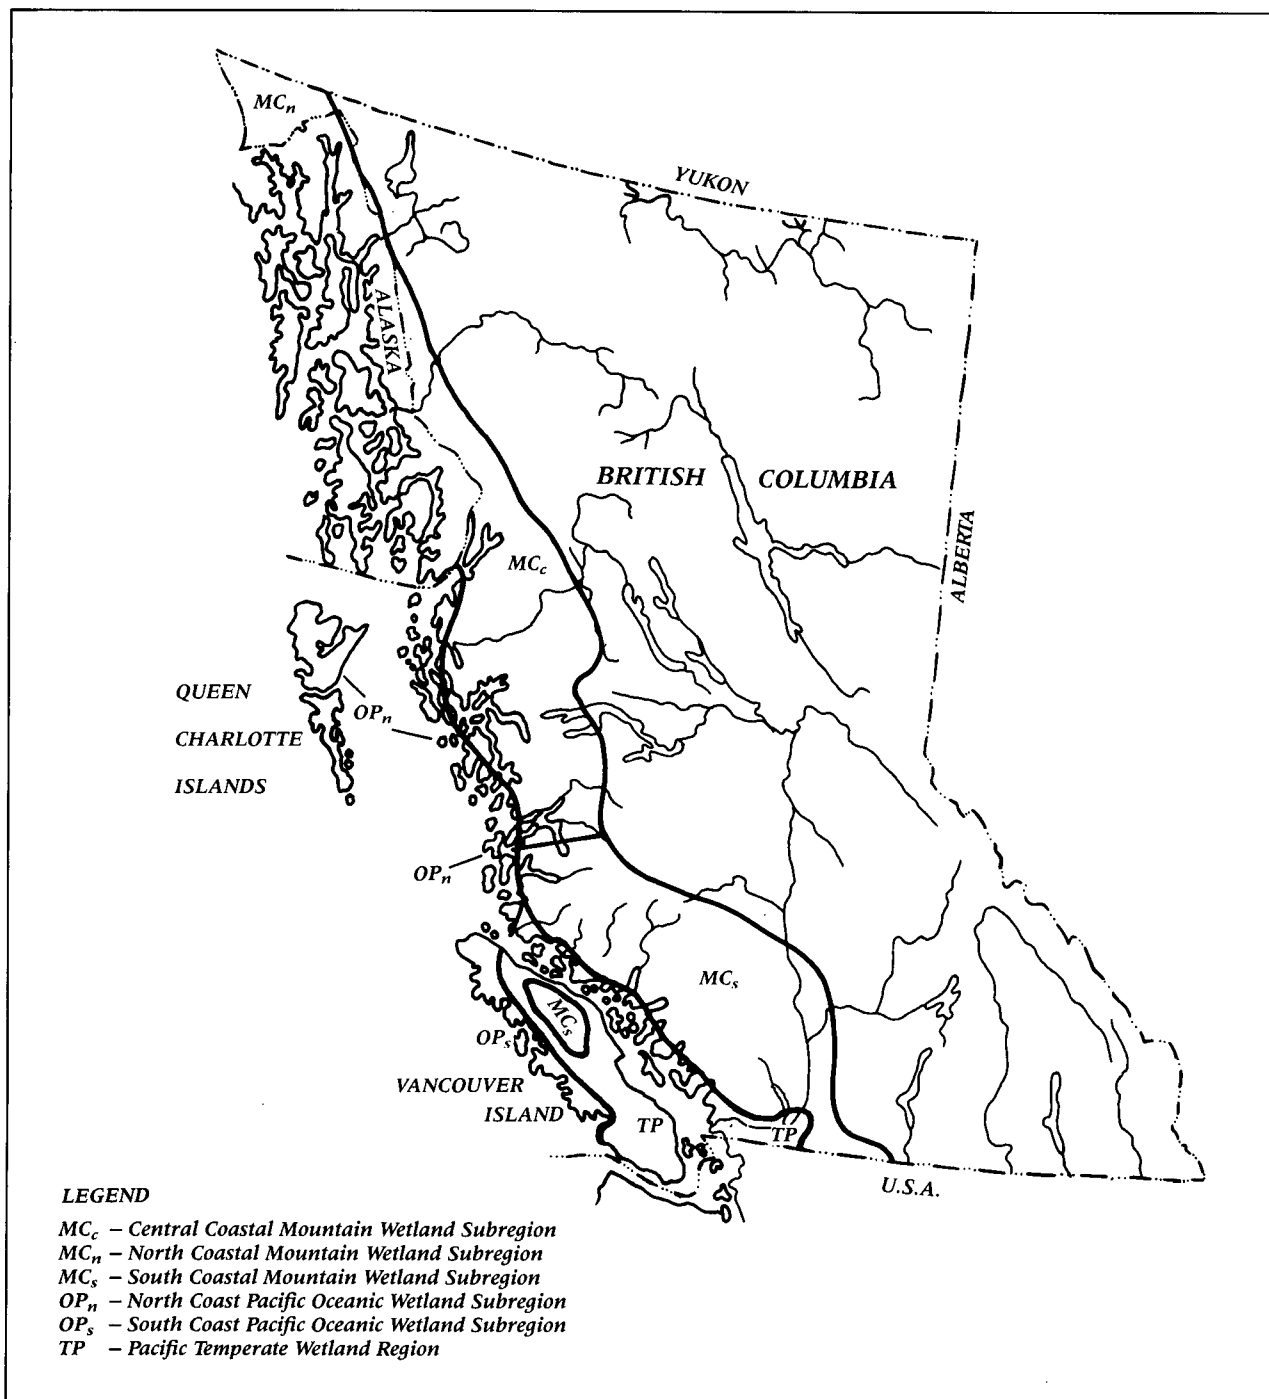 MCn
YUKON
ALASKA
BRITISH COLUMBIA
MCc
ALBERTA
QUEEN
CHARLOTTE
ISLANDS
OPn
OPn
MCs
MCs
OPs
VANCOUVER
ISLAND
TP
TP
U.S.A.
LEGEND
MCc – Central Coastal Mountain Wetland Subregion
MCn – North Coastal Mountain Wetland Subregion
MCs – South Coastal Mountain Wetland Subregion
OPn – North Coast Pacific Oceanic Wetland Subregion
OPs – South Coast Pacific Oceanic Wetland Subregion
TP – Pacific Temperate Wetland Region